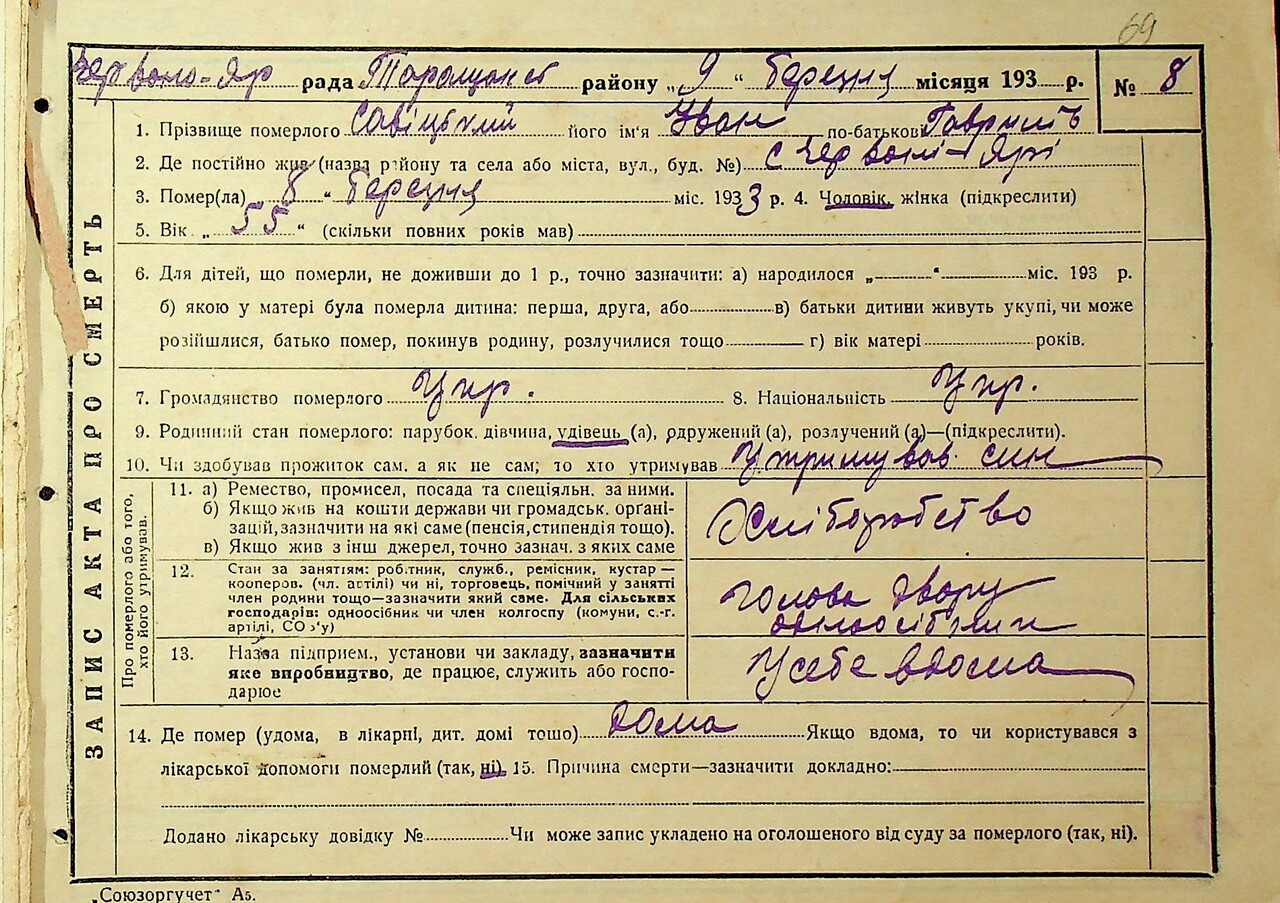 69
Червоно-Яр рада Таращанск району „ 9 “ березня місяця 193 р. № 8
1. Прізвище померлого Савіцький його ім'я Іван по-батькові Гаврилів
2. Де постійно жив (назва району та села або міста, вул., буд. №) с Червоній-Ярі
3. Помер(ла) „ 8 “ березня міс. 1933 р. 4. Чоловік, жінка (підкреслити)
5. Вік „ 55 “ (скільки повних років мав)
6. Для дітей, що померли, не доживши до 1 р., точно зазначити: а) народилося „ “ міс. 193 р.
б) якою у матері була померла дитина: перша, друга, або в) батьки дитини живуть укупі, чи може
розійшлися, батько помер, покинув родину, розлучилися тощо г) вік матері років.
7. Громадянство померлого Укр. 8. Національність Укр.
9. Родинний стан померлого: парубок, дівчина, удівець (а), одружений (а), розлучений (а)—(підкреслити).
10. Чи здобував прожиток сам, а як не сам; то хто утримував Утримував син
ЗАПИС АКТА ПРО СМЕРТЬ
Про померлого або того,
хто його утримував.
11. а) Ремество, промисел, посада та спеціяльн. за ними.
б) Якщо жив на кошти держави чи громадськ. орґані-
зацій, зазначити на які саме (пенсія, стипендія тощо).
в) Якщо жив з інш джерел, точно зазнач. з яких саме
Хліборобство
12. Стан за занятіям: робітник, служб., ремісник, кустар —
кооперов. (чл. астілі) чи ні, торговець, помічний у занятті
член родини тощо—зазначити який саме. Для сільських
господарів: одноосібник чи член колгоспу (комуни, с.-г.
артілі, СОЗ'у)
голова двору
13. Назва підприєм., установи чи закладу, зазначити
яке виробництво, де працює, служить або госпо-
дарює
У себе вдома
14. Де помер (удома, в лікарні, дит. домі тощо) Дома Якщо вдома, то чи користувався з
лікарської допомоги померлий (так, ні). 15. Причина смерти—зазначити докладно:
Додано лікарську довідку № Чи може запис укладено на оголошеного від суду за померлого (так, ні).
„Союзоргучет“ А5.